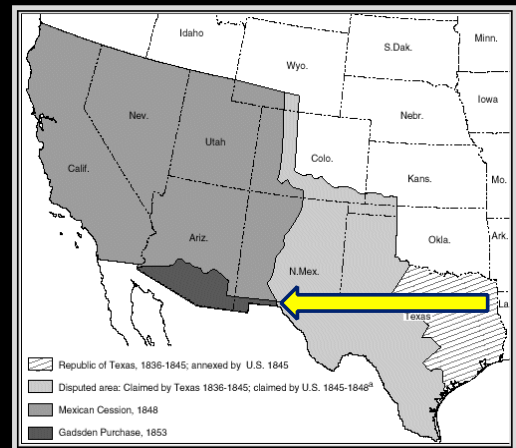 Idaho
Minn.
S.Dak.
Wyo.
Iowa
Nebr.
Nev.
Utah
Colo.
Calif.
Kans.
Mo.
Ariz.
Okla.
Ark.
N.Mex.
La
Texas
Republic of Texas, 1836-1845; annexed by U.S. 1845
Disputed area: Claimed by Texas 1836-1845; claimed by U.S. 1845-1848ª
Mexican Cession, 1848
Gadsden Purchase, 1853